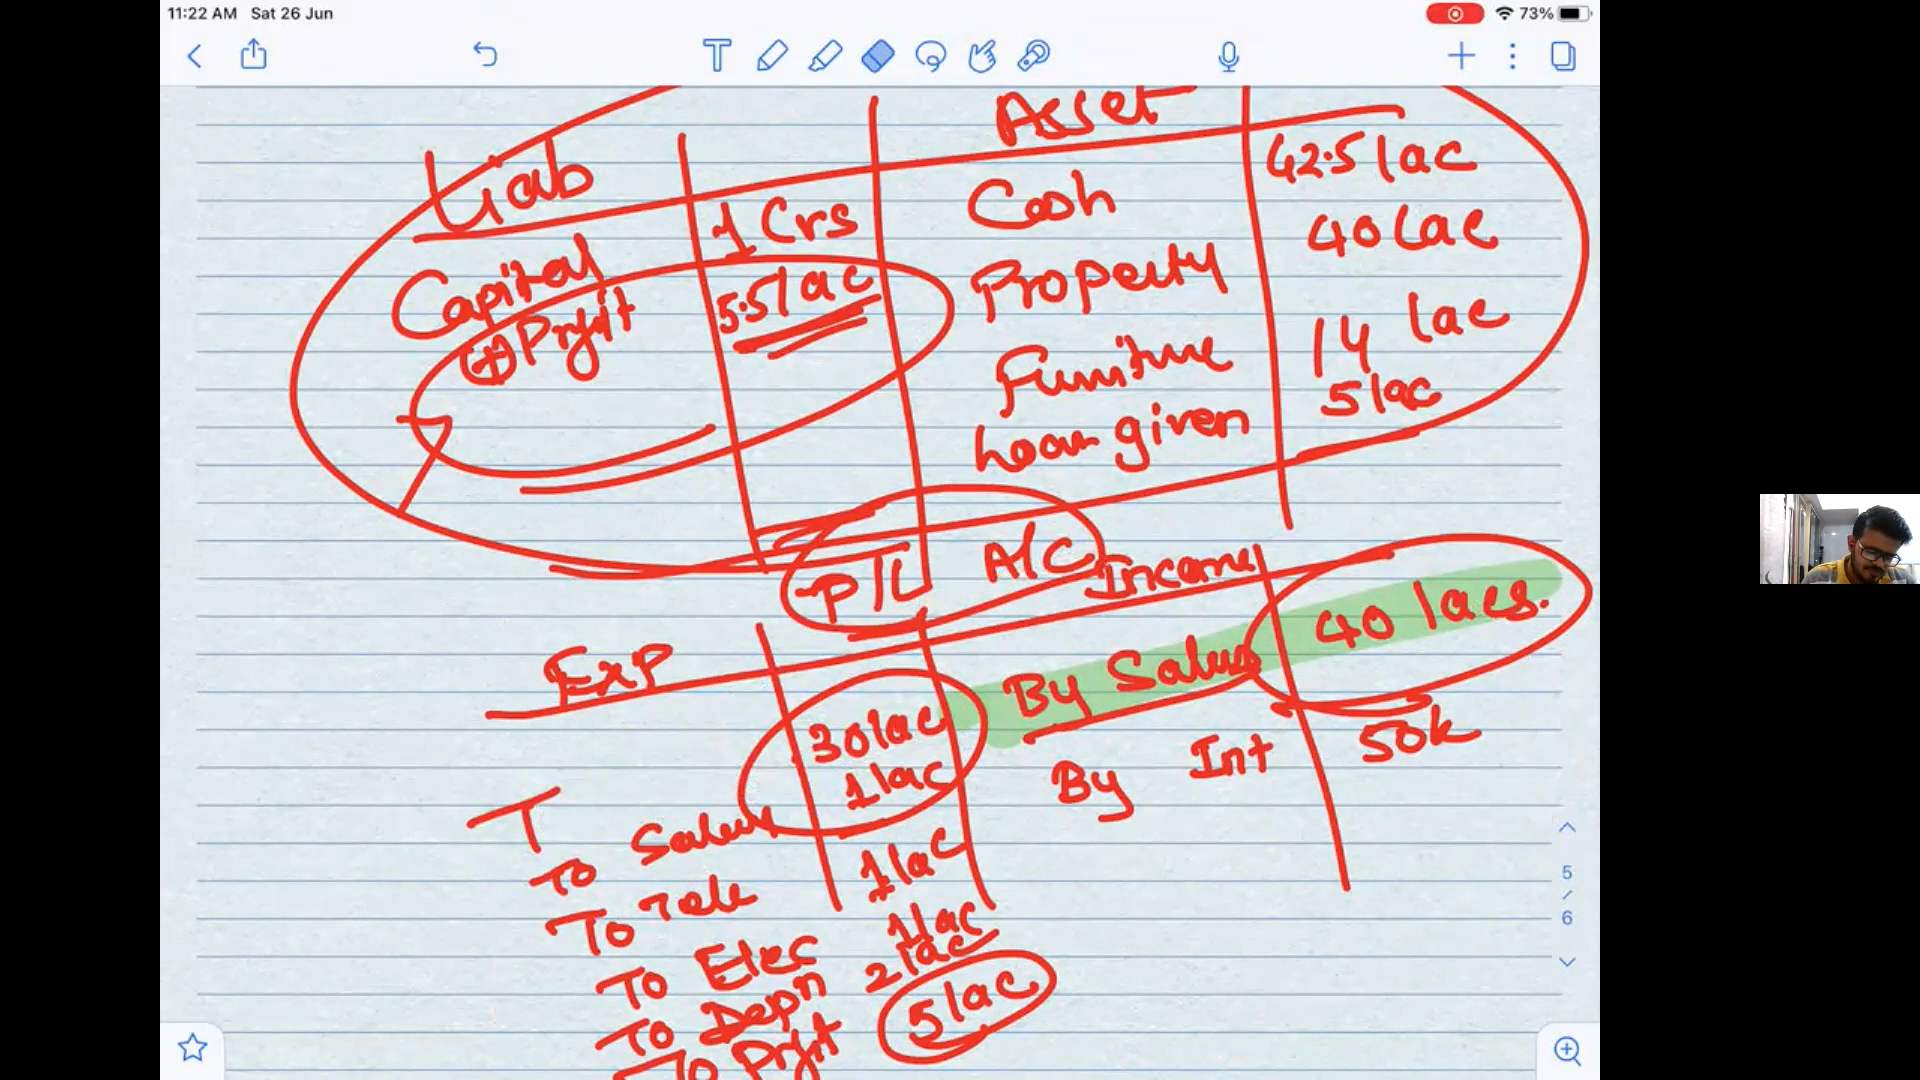 11:22 AM Sat 26 Jun 73%
Liab Asset
Capital 1 Crs Cash 42.5 lac
(+) Profit 5.5 lac Property 40 lac
Furniture 14 lac
Loan given 5 lac
P/L A/C
Exp Income
30 lac By Sales 40 lacs.
1 lac By Int 50k
T
To Salary 1 lac
To Tele 1 lac
To Elec 2 lac
To Depn 5 lac
To Profit
5
/
6